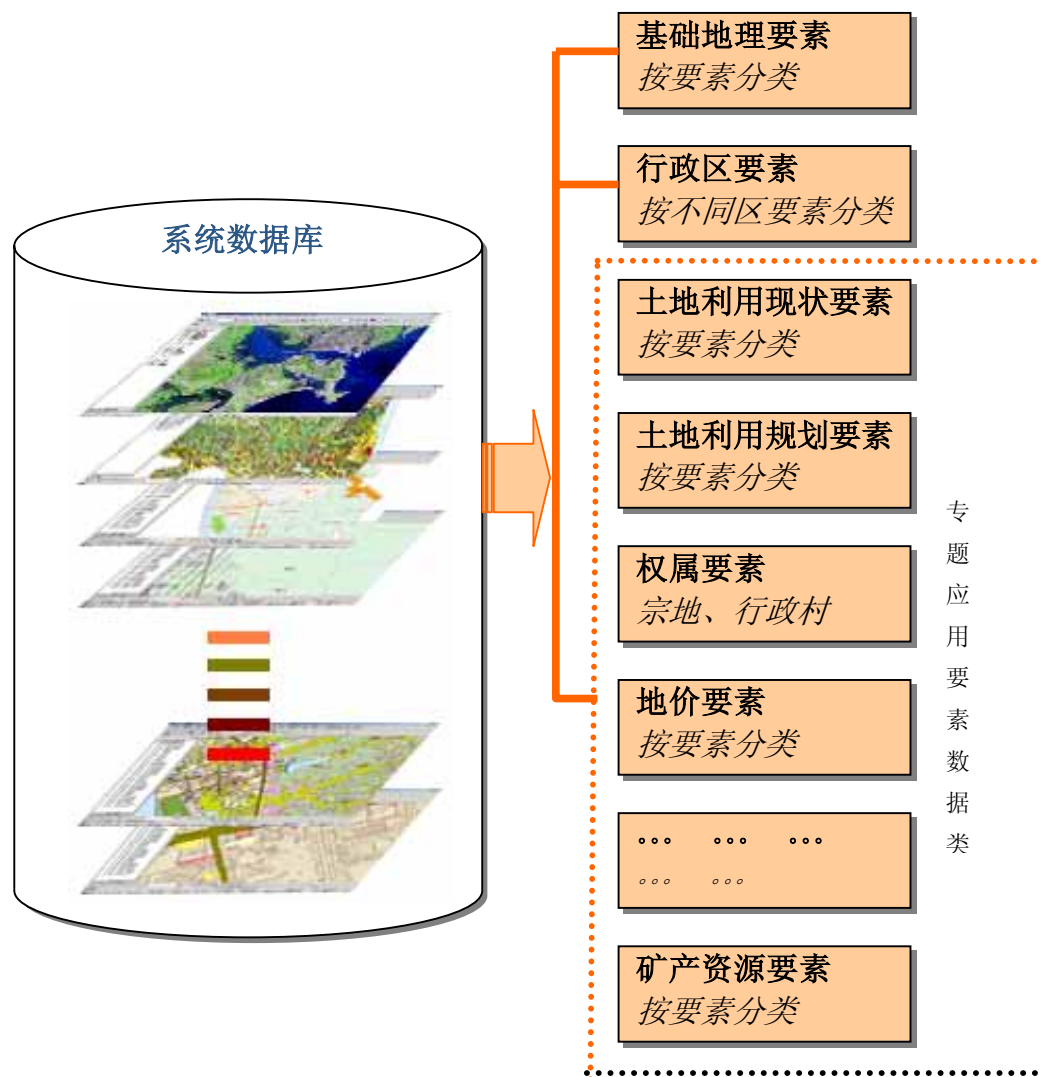 系统数据库
基础地理要素
按要素分类
行政区要素
按不同区要素分类
土地利用现状要素
按要素分类
土地利用规划要素
按要素分类
权属要素
宗地、行政村
地价要素
按要素分类
。。。 。。。 。。。
。。。 。。。
矿产资源要素
按要素分类
专题应用要素数据类